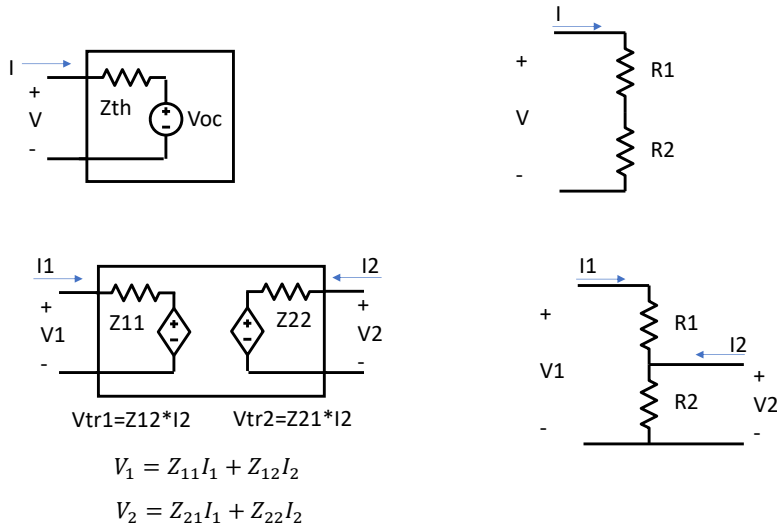 I
+
V
-
Zth
+
-
Voc
I
+
V
-
R1
R2
I1
+
V1
-
Z11
+
-
+
-
Z22
I2
+
V2
-
Vtr1=Z12*I2
Vtr2=Z21*I2
V₁ = Z₁₁I₁ + Z₁₂I₂
V₂ = Z₂₁I₁ + Z₂₂I₂
I1
+
V1
-
R1
R2
I2
+
V2
-